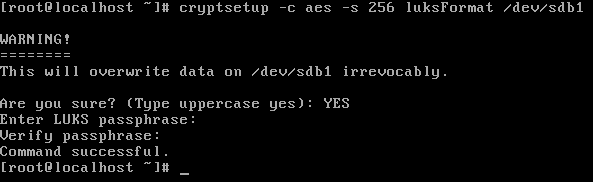 [root@localhost ~]# cryptsetup -c aes -s 256 luksFormat /dev/sdb1
WARNING!
========
This will overwrite data on /dev/sdb1 irrevocably.
Are you sure? (Type uppercase yes): YES
Enter LUKS passphrase:
Verify passphrase:
Command successful.
[root@localhost ~]# _